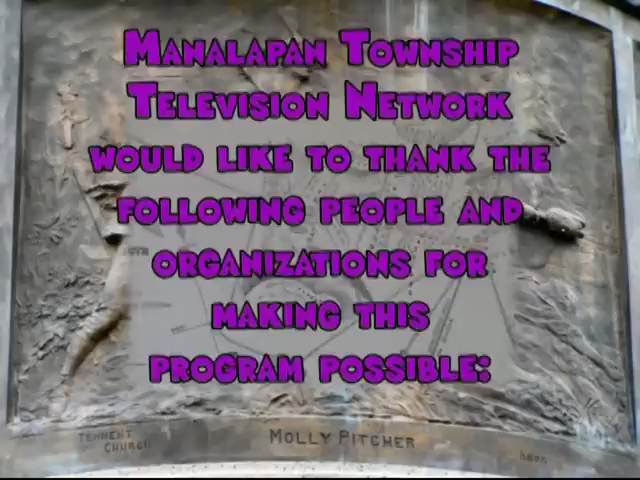 Manalapan Township
Television Network
would like to thank the
following people and
organizations for
making this
program possible:
TENNENT
CHURCH
MOLLY PITCHER